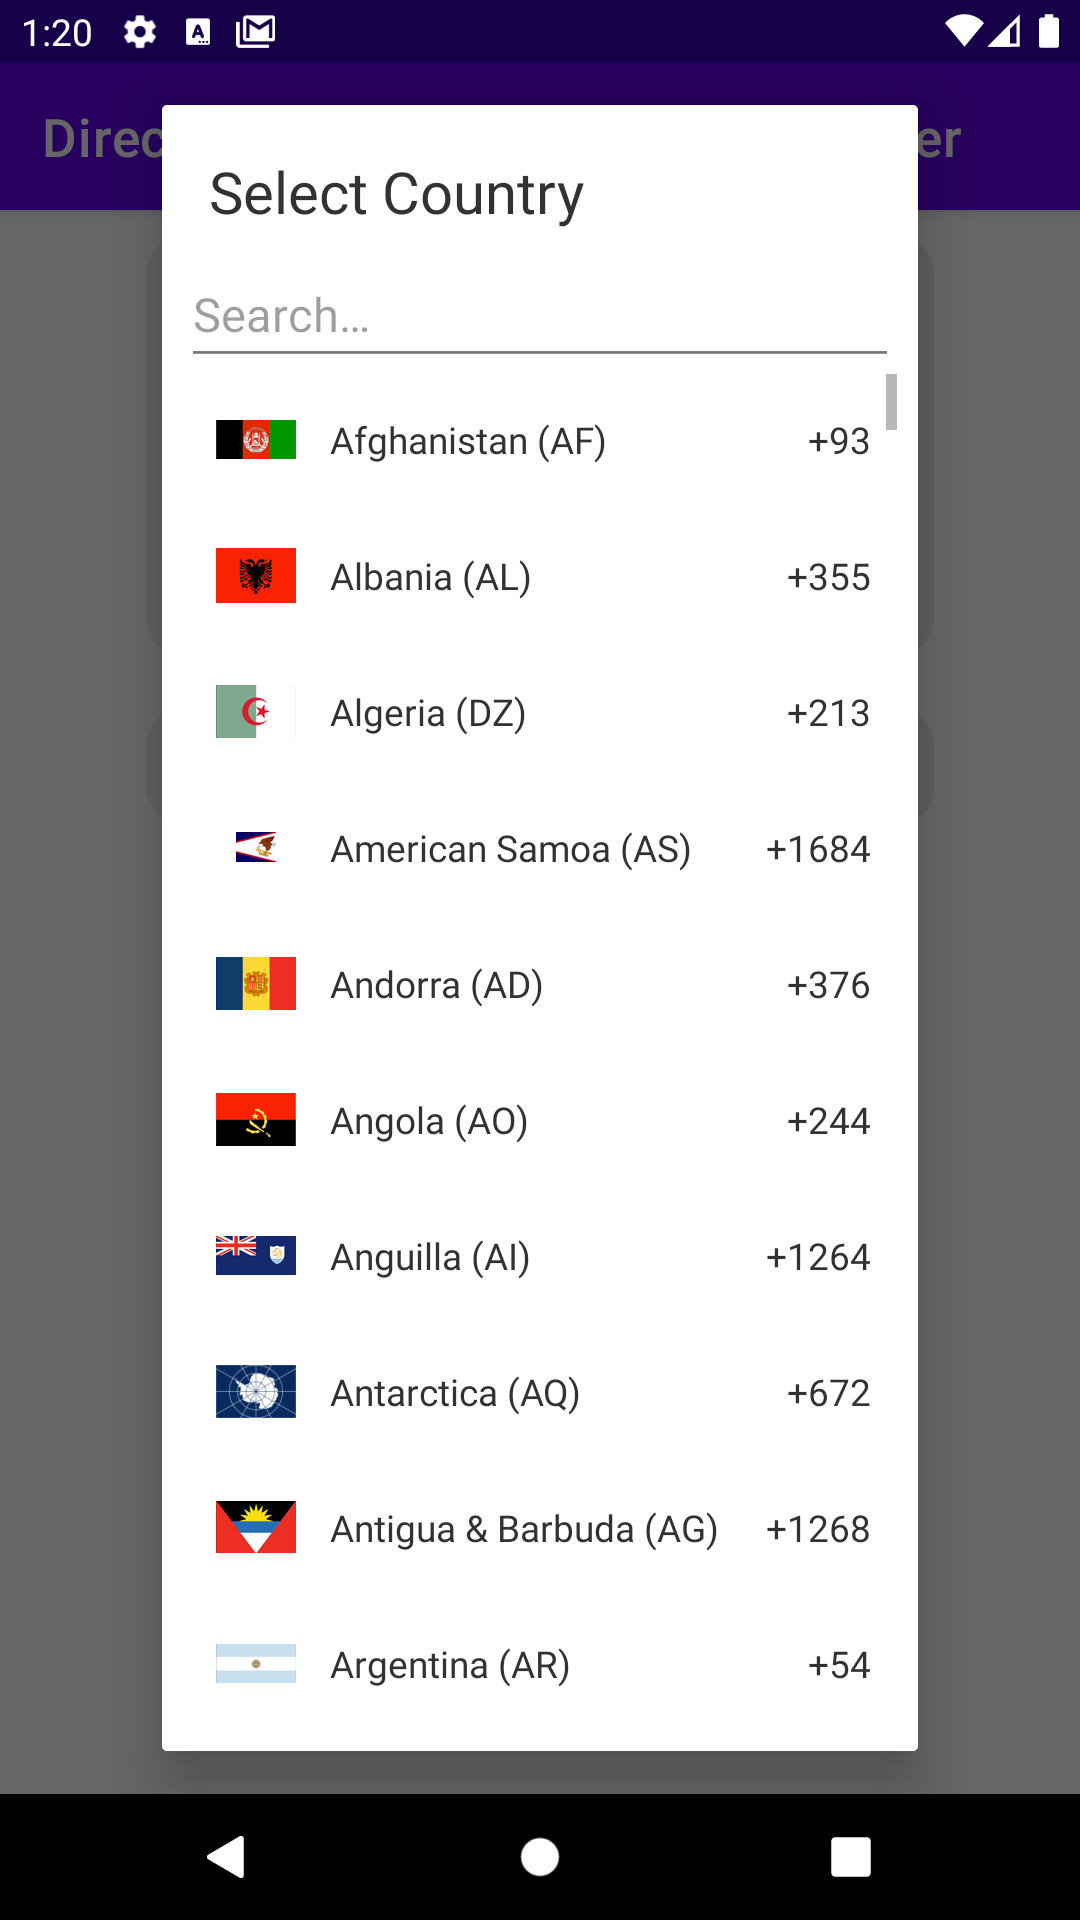 1:20
Direc
er
Select Country
Search...
Afghanistan (AF) +93
Albania (AL) +355
Algeria (DZ) +213
American Samoa (AS) +1684
Andorra (AD) +376
Angola (AO) +244
Anguilla (AI) +1264
Antarctica (AQ) +672
Antigua & Barbuda (AG) +1268
Argentina (AR) +54